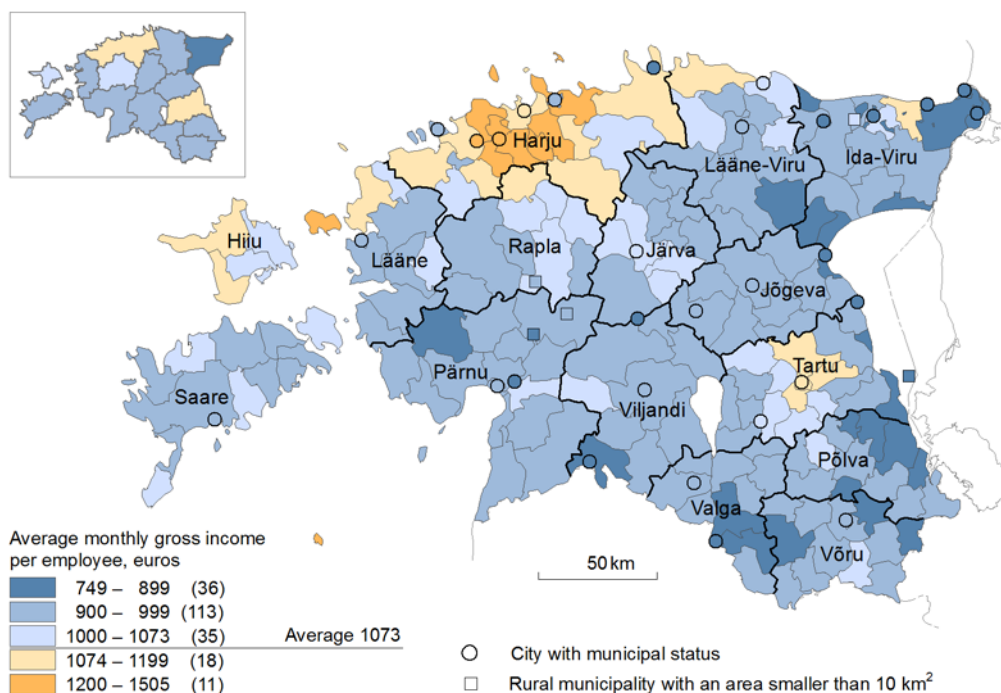 Harju
Lääne-Viru
Ida-Viru
Hiiu
Lääne
Rapla
Järva
Jõgeva
Saare
Pärnu
Viljandi
Tartu
Põlva
Valga
Võru
50 km
Average monthly gross income
per employee, euros
749 – 899 (36)
900 – 999 (113)
1000 – 1073 (35) Average 1073
1074 – 1199 (18)
1200 – 1505 (11)
City with municipal status
Rural municipality with an area smaller than 10 km²